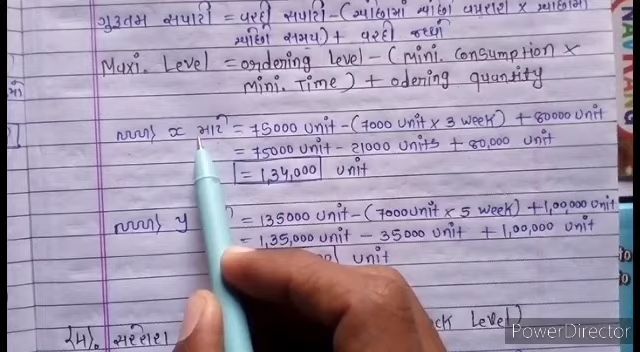 ગુરુતમ સપાટી = વરદી સપાટી - (ઓછામાં ઓછો વપરાશ × ઓછામાં
ઓછો સમય) + વરદી જથ્થો
Maxi. Level = ordering Level - (Mini. Consumption ×
Mini. Time) + odering quantity
x માટે = 75000 Unit - (7000 Unit × 3 week) + 80000 Unit
= 75000 Unit - 21000 Units + 80,000 Unit
= 1,34,000 Unit
y = 135000 Unit - (7000 Unit × 5 week) + 1,00,000 Unit
= 1,35,000 Unit - 35000 Unit + 1,00,000 Unit
Unit
સરેરાશ Level)
PowerDirector